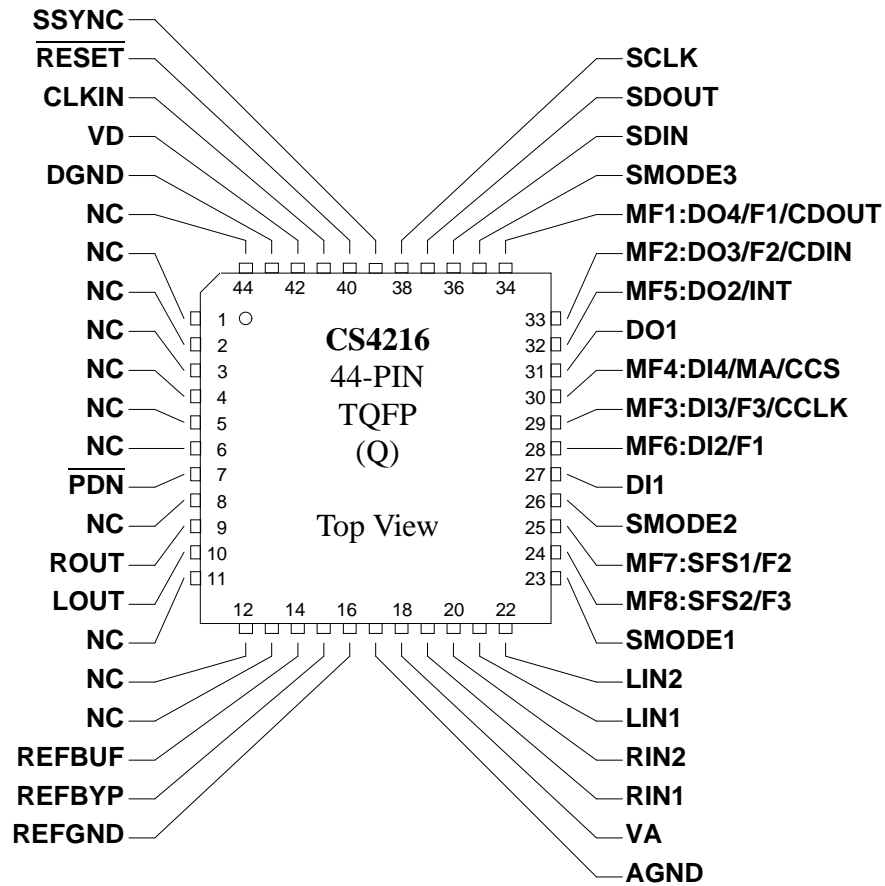 SSYNC
RESET
CLKIN
VD
DGND
NC
NC
NC
NC
NC
NC
NC
PDN
NC
ROUT
LOUT
NC
NC
NC
REFBUF
REFBYP
REFGND
SCLK
SDOUT
SDIN
SMODE3
MF1:DO4/F1/CDOUT
MF2:DO3/F2/CDIN
MF5:DO2/INT
DO1
MF4:DI4/MA/CCS
MF3:DI3/F3/CCLK
MF6:DI2/F1
DI1
SMODE2
MF7:SFS1/F2
MF8:SFS2/F3
SMODE1
LIN2
LIN1
RIN2
RIN1
VA
AGND
44 42 40 38 36 34
1
2
3
4
5
6
7
8
9
10
11
CS4216
44-PIN
TQFP
(Q)
Top View
33
32
31
30
29
28
27
26
25
24
23
12 14 16 18 20 22